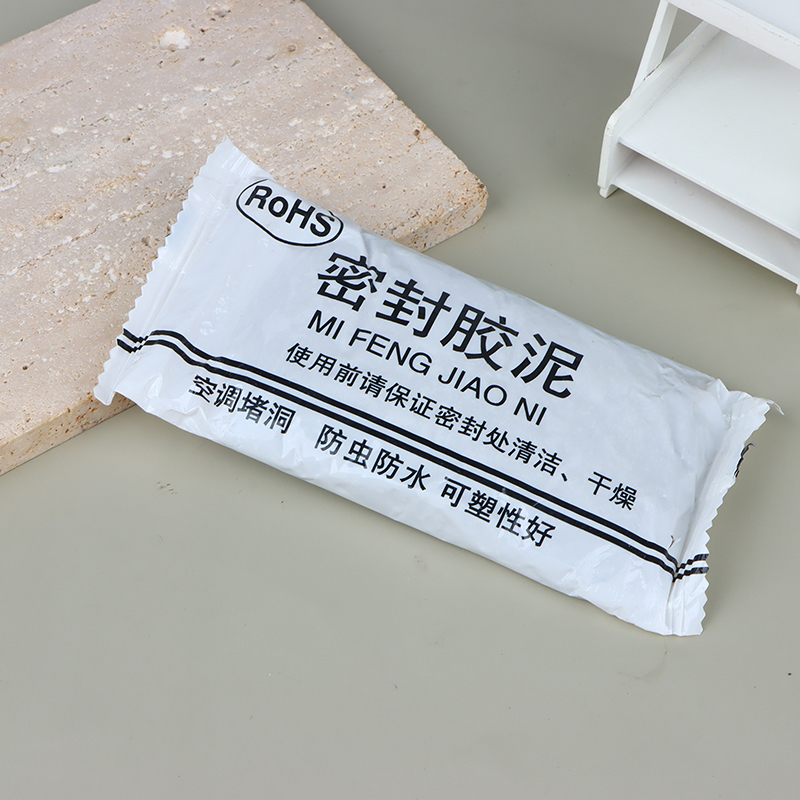 RoHS
密封胶泥
MI FENG JIAO NI
使用前请保证密封处清洁、干燥
空调堵洞 防虫防水 可塑性好